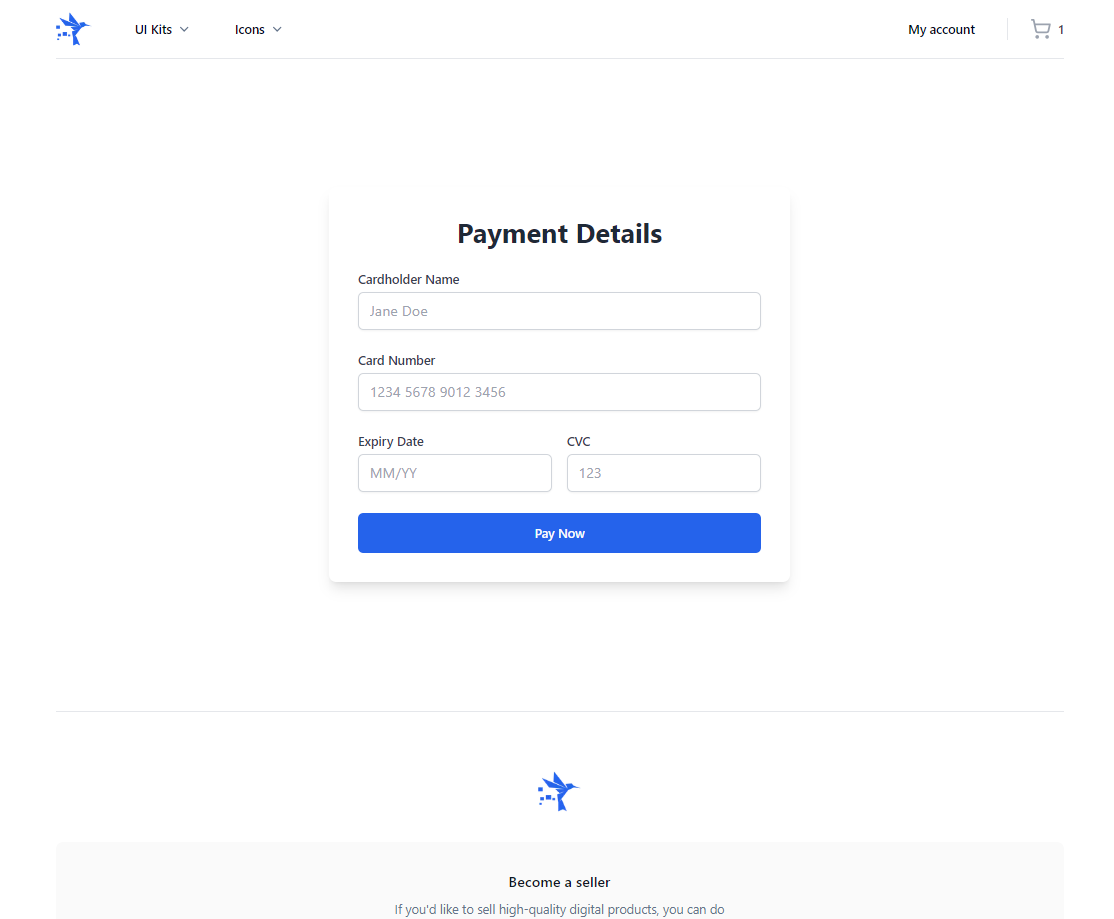 UI Kits
Icons
My account
1
Payment Details
Cardholder Name
Jane Doe
Card Number
1234 5678 9012 3456
Expiry Date
CVC
MM/YY
123
Pay Now
Become a seller
If you'd like to sell high-quality digital products, you can do